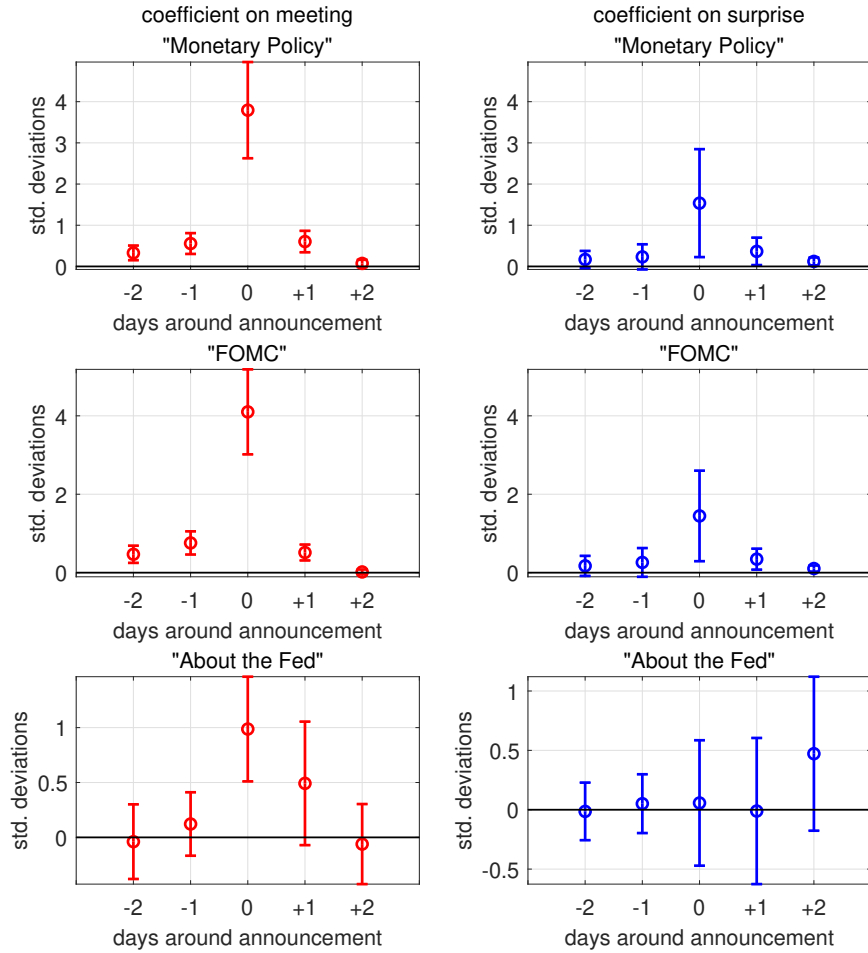 coefficient on meeting
"Monetary Policy"
std. deviations
4
3
2
1
0
-2 -1 0 +1 +2
days around announcement
coefficient on surprise
"Monetary Policy"
std. deviations
4
3
2
1
0
-2 -1 0 +1 +2
days around announcement
"FOMC"
std. deviations
4
2
0
-2 -1 0 +1 +2
days around announcement
"FOMC"
std. deviations
4
2
0
-2 -1 0 +1 +2
days around announcement
"About the Fed"
std. deviations
1
0.5
0
-2 -1 0 +1 +2
days around announcement
"About the Fed"
std. deviations
1
0.5
0
-0.5
-2 -1 0 +1 +2
days around announcement